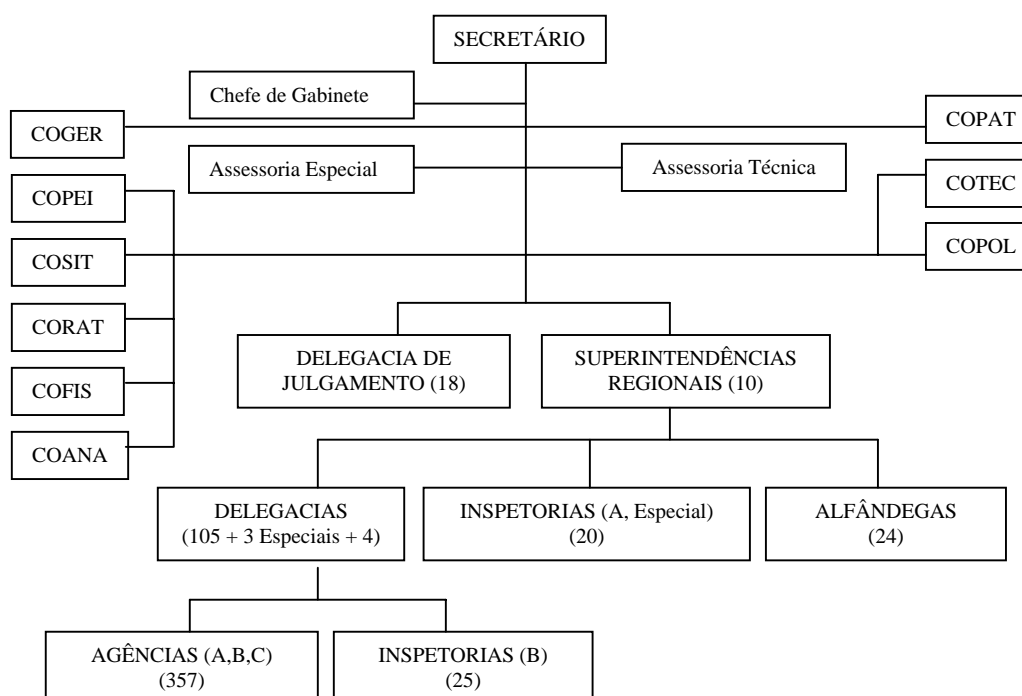 SECRETÁRIO
Chefe de Gabinete
COGER
COPAT
Assessoria Especial
Assessoria Técnica
COPEI
COTEC
COSIT
COPOL
CORAT
COFIS
COANA
DELEGACIA DE
JULGAMENTO (18)
SUPERINTENDÊNCIAS
REGIONAIS (10)
DELEGACIAS
(105 + 3 Especiais + 4)
INSPETORIAS (A, Especial)
(20)
ALFÂNDEGAS
(24)
AGÊNCIAS (A,B,C)
(357)
INSPETORIAS (B)
(25)